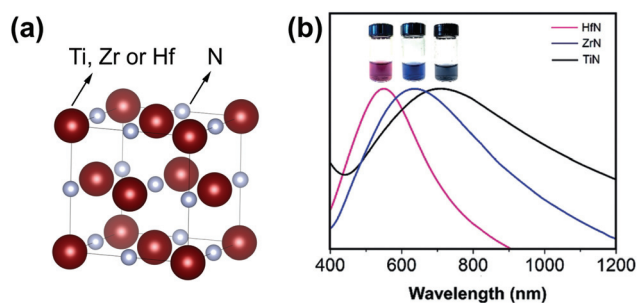 (a)
Ti, Zr or Hf
N
(b)
HfN
ZrN
TiN
400 600 800 1000 1200
Wavelength (nm)